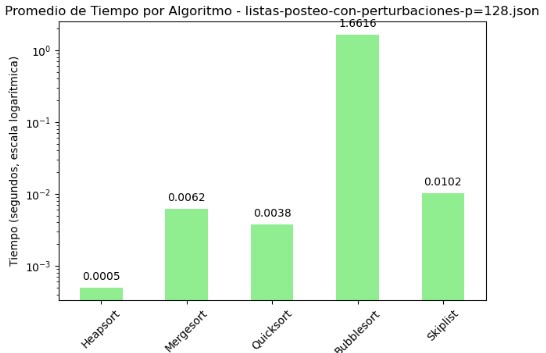 Promedio de Tiempo por Algoritmo - listas-posteo-con-perturbaciones-p=128.json
Tiempo (segundos, escala logarítmica)
10⁰
10⁻¹
10⁻²
10⁻³
0.0005
0.0062
0.0038
1.6616
0.0102
Heapsort
Mergesort
Quicksort
Bubblesort
Skiplist